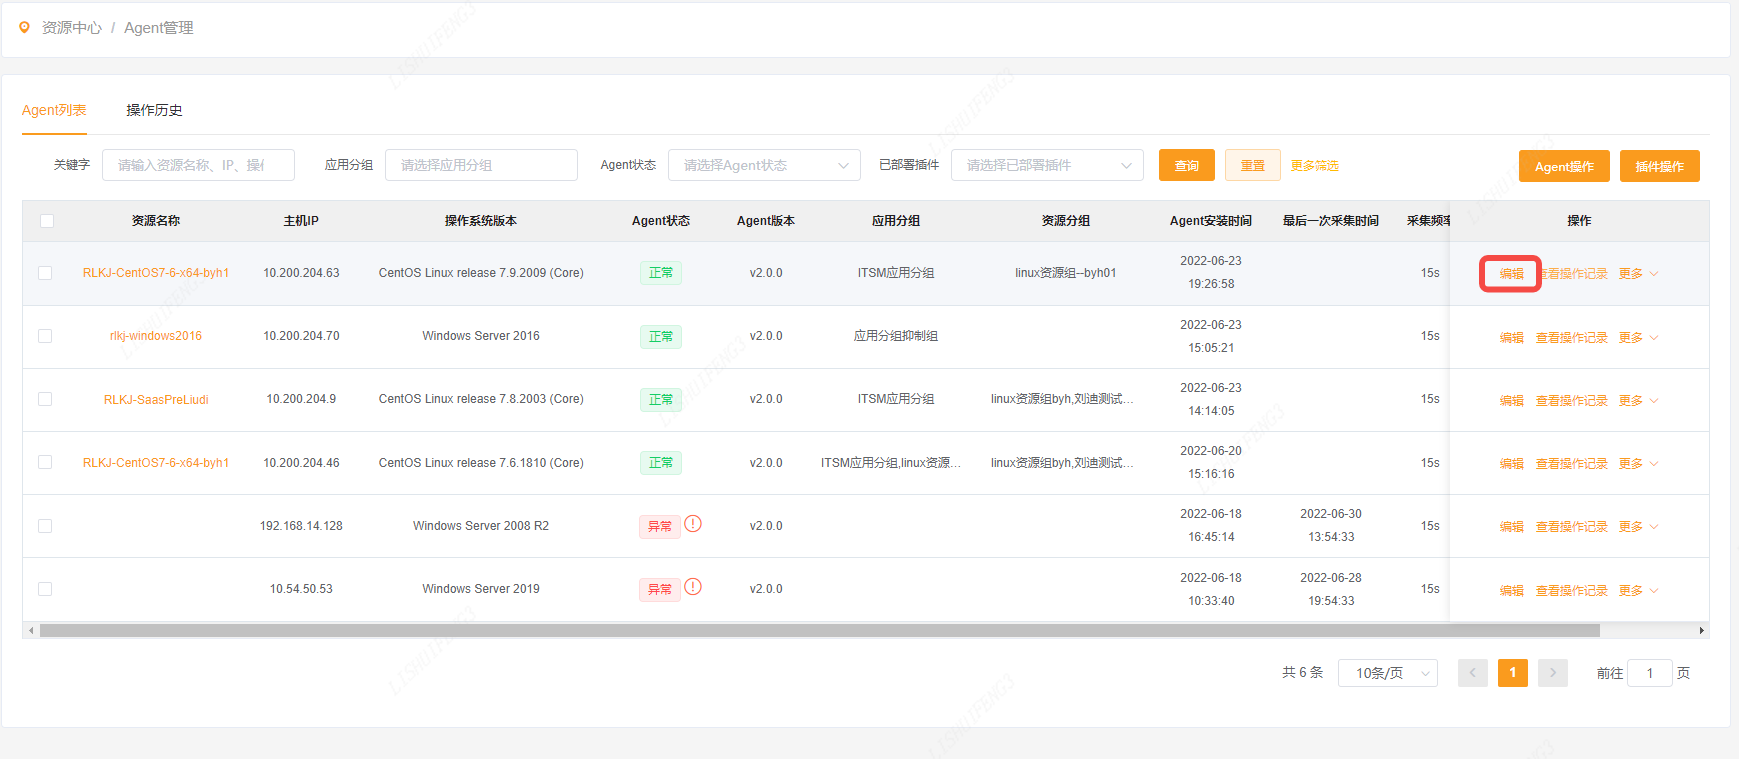 资源中心 / Agent管理
Agent列表 操作历史
关键字 请输入资源名称、IP、操作 应用分组 请选择应用分组 Agent状态 请选择Agent状态 已部署插件 请选择已部署插件 查询 重置 更多筛选 Agent操作 插件操作
资源名称 主机IP 操作系统版本 Agent状态 Agent版本 应用分组 资源分组 Agent安装时间 最后一次采集时间 采集频率 操作
RLKJ-CentOS7-6-x64-byh1 10.200.204.63 CentOS Linux release 7.9.2009 (Core) 正常 v2.0.0 ITSM应用分组 linux资源组--byh01 2022-06-23 19:26:58 15s 编辑 查看操作记录 更多
rlkj-windows2016 10.200.204.70 Windows Server 2016 正常 v2.0.0 应用分组抑制组 2022-06-23 15:05:21 15s 编辑 查看操作记录 更多
RLKJ-SaasPreLiudi 10.200.204.9 CentOS Linux release 7.8.2003 (Core) 正常 v2.0.0 ITSM应用分组 linux资源组byh,刘迪测试... 2022-06-23 14:14:05 15s 编辑 查看操作记录 更多
RLKJ-CentOS7-6-x64-byh1 10.200.204.46 CentOS Linux release 7.6.1810 (Core) 正常 v2.0.0 ITSM应用分组,linux资源... linux资源组byh,刘迪测试... 2022-06-20 15:16:16 15s 编辑 查看操作记录 更多
192.168.14.128 Windows Server 2008 R2 异常 v2.0.0 2022-06-18 16:45:14 2022-06-30 13:54:33 15s 编辑 查看操作记录 更多
10.54.50.53 Windows Server 2019 异常 v2.0.0 2022-06-18 10:33:40 2022-06-28 19:54:33 15s 编辑 查看操作记录 更多
共 6 条 10条/页 1 前往 1 页
LISHUIFENG3